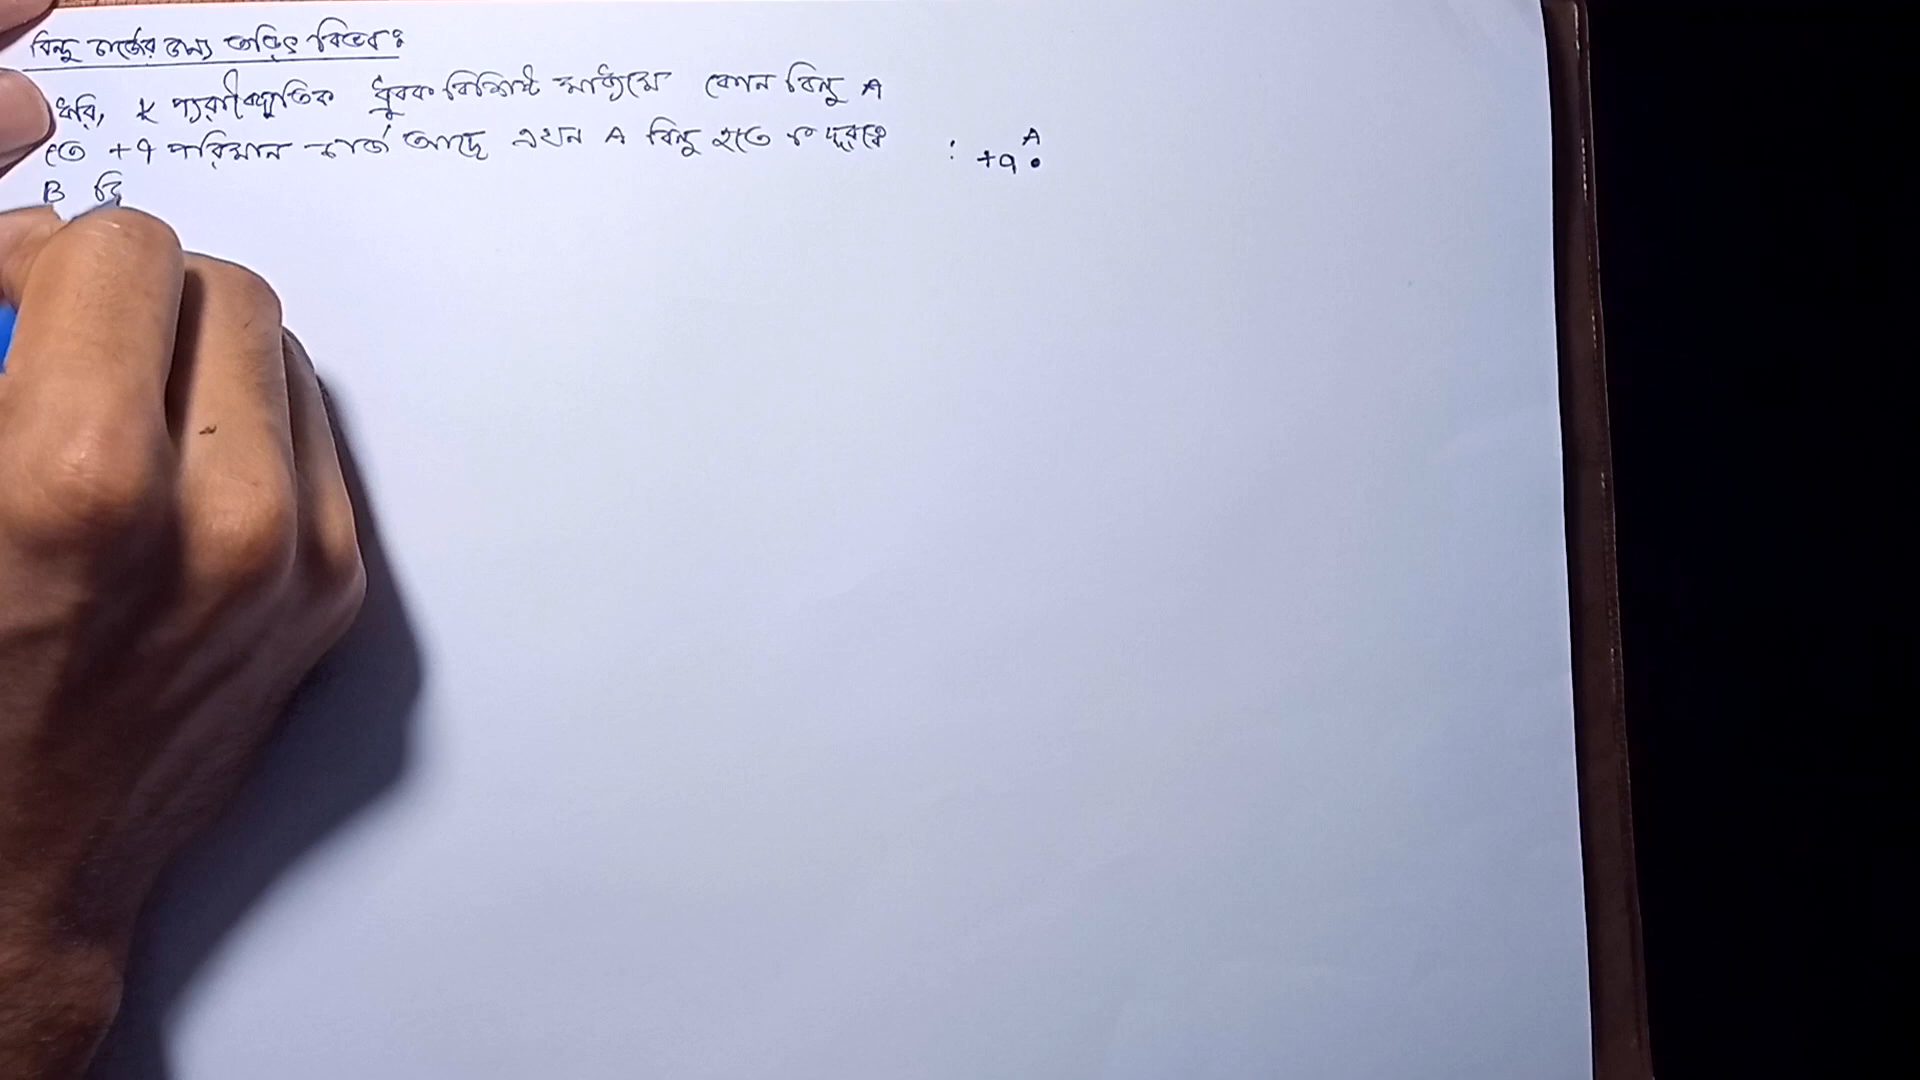 বিন্দু চার্জের জন্য তড়িৎ বিভবঃ
ধরি, k পরাবৈদ্যুতিক ধ্রুবক বিশিষ্ট মাধ্যমে কোন বিন্দু A
তে +q পরিমান চার্জ আছে এখন A বিন্দু হতে r দূরত্বে
B
A
+q